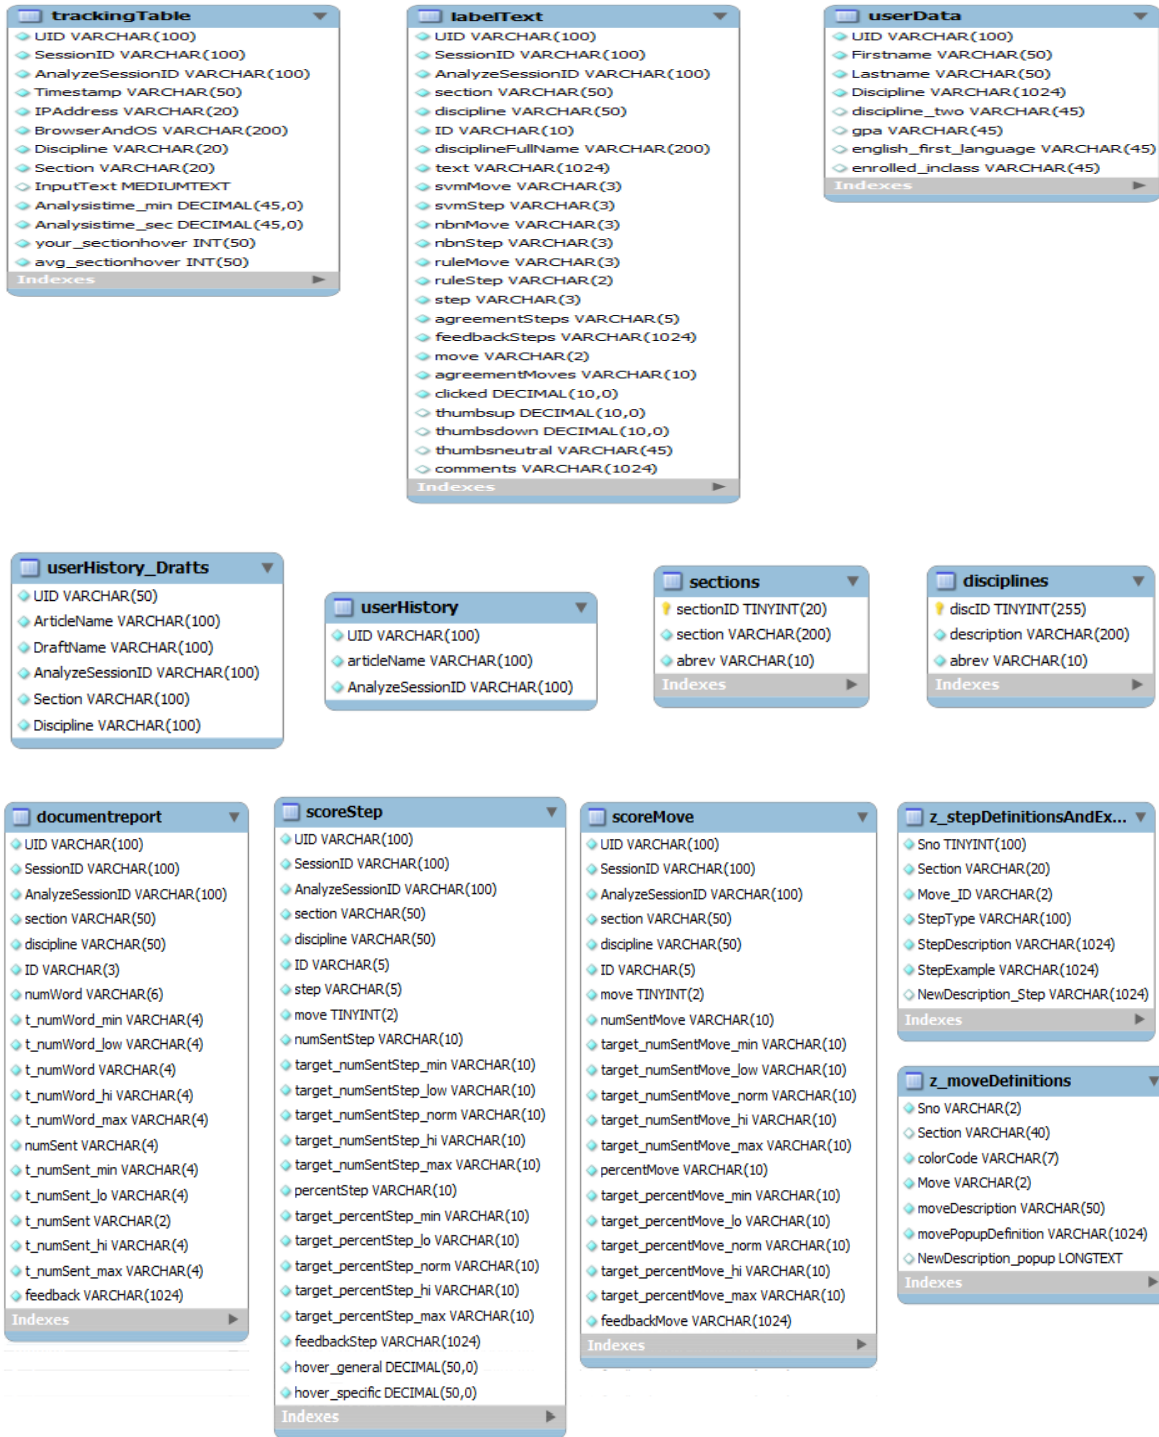 trackingTable
UID VARCHAR(100)
SessionID VARCHAR(100)
AnalyzeSessionID VARCHAR(100)
Timestamp VARCHAR(50)
IPAddress VARCHAR(20)
BrowserAndOS VARCHAR(200)
Discipline VARCHAR(20)
Section VARCHAR(20)
InputText MEDIUMTEXT
Analysistime_min DECIMAL(45,0)
Analysistime_sec DECIMAL(45,0)
your_sectionhover INT(50)
avg_sectionhover INT(50)
Indexes
labelText
UID VARCHAR(100)
SessionID VARCHAR(100)
AnalyzeSessionID VARCHAR(100)
section VARCHAR(50)
discipline VARCHAR(50)
ID VARCHAR(10)
disciplineFullName VARCHAR(200)
text VARCHAR(1024)
svmMove VARCHAR(3)
svmStep VARCHAR(3)
nbnMove VARCHAR(3)
nbnStep VARCHAR(3)
ruleMove VARCHAR(3)
ruleStep VARCHAR(2)
step VARCHAR(3)
agreementSteps VARCHAR(5)
feedbackSteps VARCHAR(1024)
move VARCHAR(2)
agreementMoves VARCHAR(10)
clicked DECIMAL(10,0)
thumbsup DECIMAL(10,0)
thumbsdown DECIMAL(10,0)
thumbsneutral VARCHAR(45)
comments VARCHAR(1024)
Indexes
userData
UID VARCHAR(100)
Firstname VARCHAR(50)
Lastname VARCHAR(50)
Discipline VARCHAR(1024)
discipline_two VARCHAR(45)
gpa VARCHAR(45)
english_first_language VARCHAR(45)
enrolled_inclass VARCHAR(45)
Indexes
userHistory_Drafts
UID VARCHAR(50)
ArticleName VARCHAR(100)
DraftName VARCHAR(100)
AnalyzeSessionID VARCHAR(100)
Section VARCHAR(100)
Discipline VARCHAR(100)
userHistory
UID VARCHAR(100)
articleName VARCHAR(100)
AnalyzeSessionID VARCHAR(100)
sections
sectionID TINYINT(20)
section VARCHAR(200)
abrev VARCHAR(10)
Indexes
disciplines
discID TINYINT(255)
description VARCHAR(200)
abrev VARCHAR(10)
Indexes
documentreport
UID VARCHAR(100)
SessionID VARCHAR(100)
AnalyzeSessionID VARCHAR(100)
section VARCHAR(50)
discipline VARCHAR(50)
ID VARCHAR(3)
numWord VARCHAR(6)
t_numWord_min VARCHAR(4)
t_numWord_low VARCHAR(4)
t_numWord VARCHAR(4)
t_numWord_hi VARCHAR(4)
t_numWord_max VARCHAR(4)
numSent VARCHAR(4)
t_numSent_min VARCHAR(4)
t_numSent_lo VARCHAR(4)
t_numSent VARCHAR(2)
t_numSent_hi VARCHAR(4)
t_numSent_max VARCHAR(4)
feedback VARCHAR(1024)
Indexes
scoreStep
UID VARCHAR(100)
SessionID VARCHAR(100)
AnalyzeSessionID VARCHAR(100)
section VARCHAR(50)
discipline VARCHAR(50)
ID VARCHAR(5)
step VARCHAR(5)
move TINYINT(2)
numSentStep VARCHAR(10)
target_numSentStep_min VARCHAR(10)
target_numSentStep_low VARCHAR(10)
target_numSentStep_norm VARCHAR(10)
target_numSentStep_hi VARCHAR(10)
target_numSentStep_max VARCHAR(10)
percentStep VARCHAR(10)
target_percentStep_min VARCHAR(10)
target_percentStep_lo VARCHAR(10)
target_percentStep_norm VARCHAR(10)
target_percentStep_hi VARCHAR(10)
target_percentStep_max VARCHAR(10)
feedbackStep VARCHAR(1024)
hover_general DECIMAL(50,0)
hover_specific DECIMAL(50,0)
Indexes
scoreMove
UID VARCHAR(100)
SessionID VARCHAR(100)
AnalyzeSessionID VARCHAR(100)
section VARCHAR(50)
discipline VARCHAR(50)
ID VARCHAR(5)
move TINYINT(2)
numSentMove VARCHAR(10)
target_numSentMove_min VARCHAR(10)
target_numSentMove_low VARCHAR(10)
target_numSentMove_norm VARCHAR(10)
target_numSentMove_hi VARCHAR(10)
target_numSentMove_max VARCHAR(10)
percentMove VARCHAR(10)
target_percentMove_min VARCHAR(10)
target_percentMove_lo VARCHAR(10)
target_percentMove_norm VARCHAR(10)
target_percentMove_hi VARCHAR(10)
target_percentMove_max VARCHAR(10)
feedbackMove VARCHAR(1024)
Indexes
z_stepDefinitionsAndEx...
Sno TINYINT(100)
Section VARCHAR(20)
Move_ID VARCHAR(2)
StepType VARCHAR(100)
StepDescription VARCHAR(1024)
StepExample VARCHAR(1024)
NewDescription_Step VARCHAR(1024)
Indexes
z_moveDefinitions
Sno VARCHAR(2)
Section VARCHAR(40)
colorCode VARCHAR(7)
Move VARCHAR(2)
moveDescription VARCHAR(50)
movePopupDefinition VARCHAR(1024)
NewDescription_popup LONGTEXT
Indexes